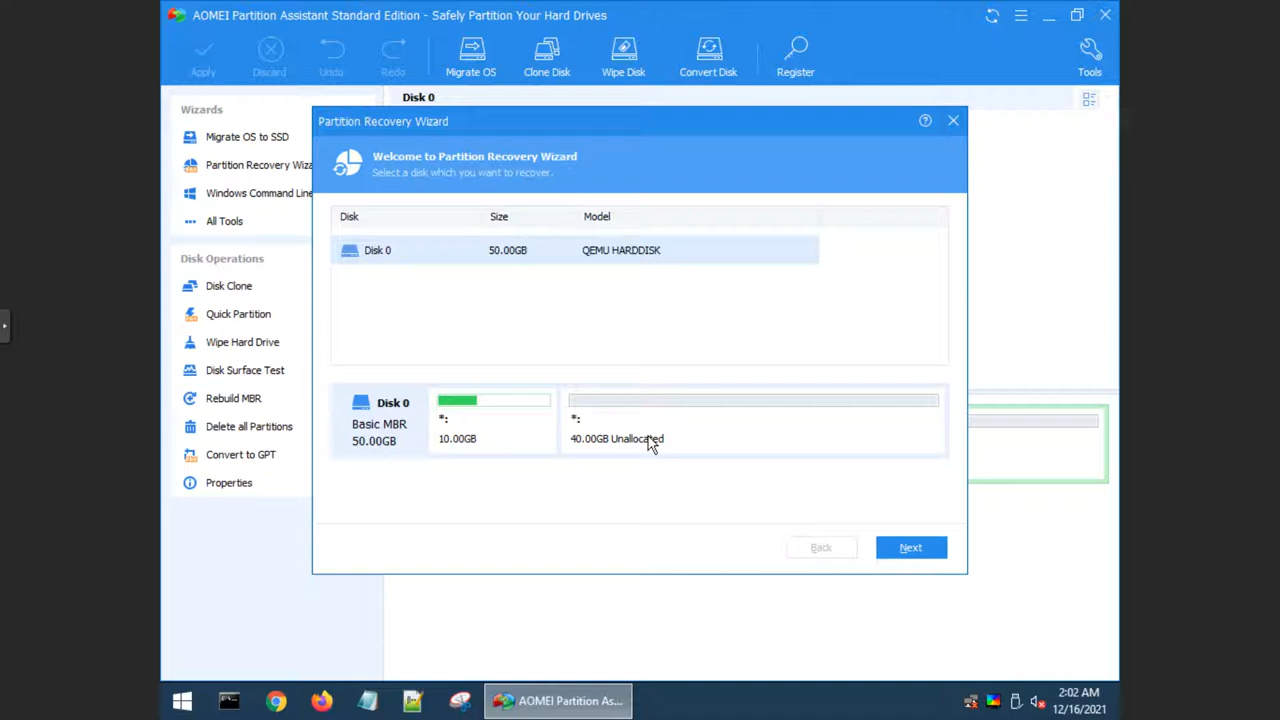 AOMEI Partition Assistant Standard Edition - Safely Partition Your Hard Drives
Apply Discard Undo Redo Migrate OS Clone Disk Wipe Disk Convert Disk Register Tools
Wizards
Migrate OS to SSD
Partition Recovery Wiza
Windows Command Line
All Tools
Disk Operations
Disk Clone
Quick Partition
Wipe Hard Drive
Disk Surface Test
Rebuild MBR
Delete all Partitions
Convert to GPT
Properties
Disk 0
Partition Recovery Wizard
Welcome to Partition Recovery Wizard
Select a disk which you want to recover.
Disk Size Model
Disk 0 50.00GB QEMU HARDDISK
Disk 0
Basic MBR
50.00GB
*:
10.00GB
*:
40.00GB Unallocated
Back Next
AOMEI Partition As...
2:02 AM
12/16/2021